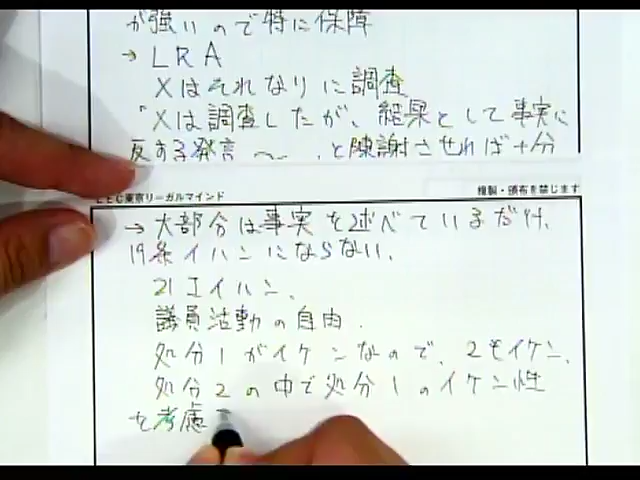 が強いので特に保障
→ LRA
Xはそれなりに調査
「Xは調査したが、結果として事実に
反する発言〜 、と陳謝させれば十分
LEC東京リーガルマインド
複製・頒布を禁じます
→ 大部分は事実を述べているだけ、
19条イハンにならない、
21Iイハン、
議員活動の自由、
処分1がイケンなので、2もイケン、
処分2の中で処分1のイケン性
を考慮